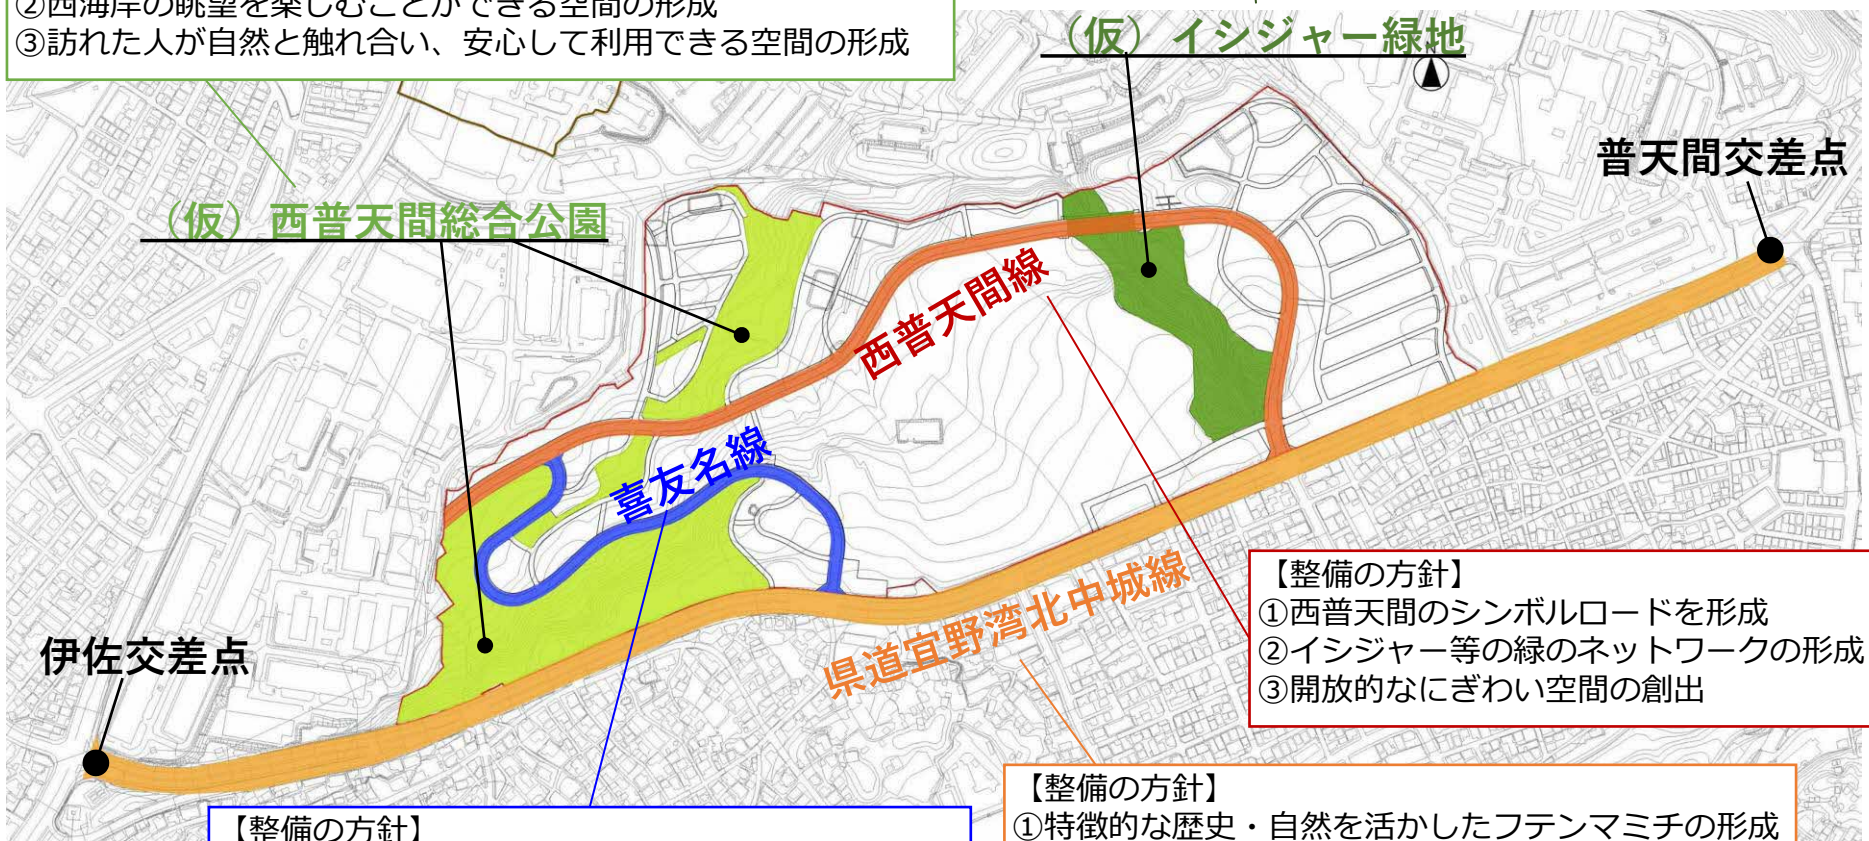 ②西海岸の眺望を楽しむことができる空間の形成
③訪れた人が自然と触れ合い、安心して利用できる空間の形成
（仮）イシジャー緑地
普天間交差点
（仮）西普天間総合公園
西普天間線
喜友名線
県道宜野湾北中城線
伊佐交差点
【整備の方針】
①西普天間のシンボルロードを形成
②イシジャー等の緑のネットワークの形成
③開放的なにぎわい空間の創出
【整備の方針】
①特徴的な歴史・自然を活かしたフテンマミチの形成
【整備の方針】